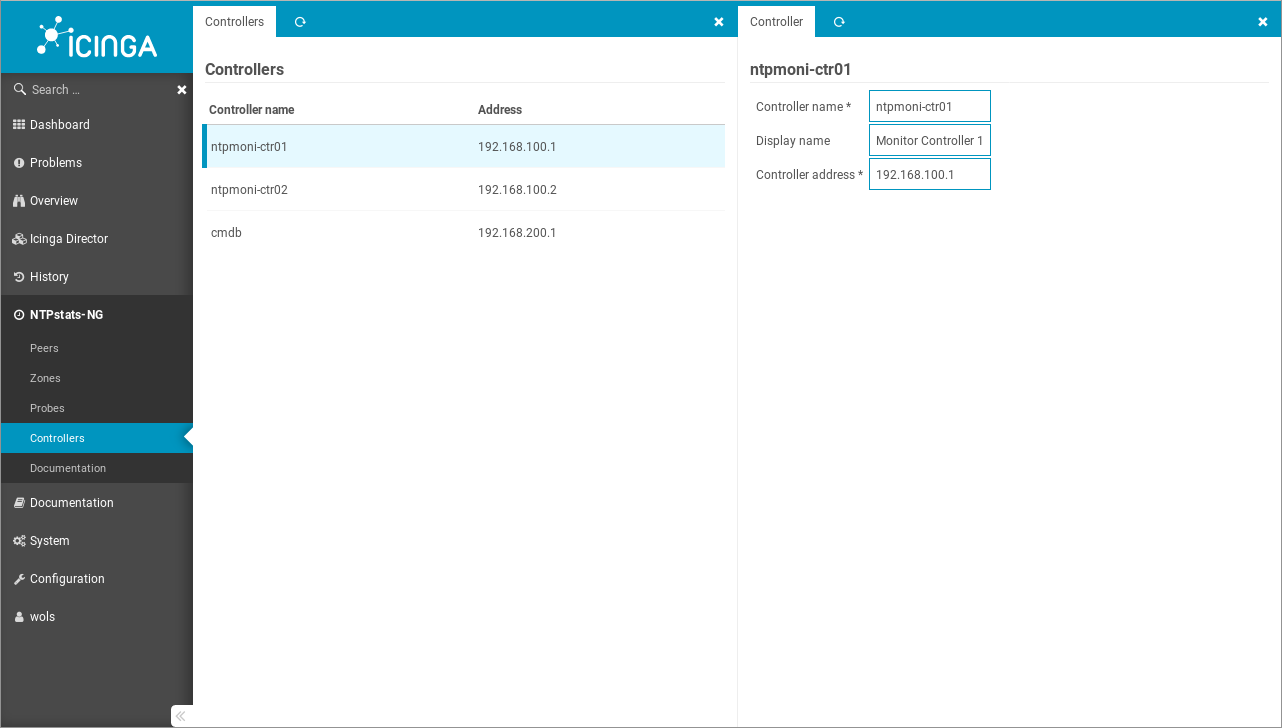 ICINGA
Search ...
Dashboard
Problems
Overview
Icinga Director
History
NTPstats-NG
Peers
Zones
Probes
Controllers
Documentation
Documentation
System
Configuration
wols
Controllers
Controllers
Controller name Address
ntpmoni-ctr01 192.168.100.1
ntpmoni-ctr02 192.168.100.2
cmdb 192.168.200.1
Controller
ntpmoni-ctr01
Controller name * ntpmoni-ctr01
Display name Monitor Controller 1
Controller address * 192.168.100.1